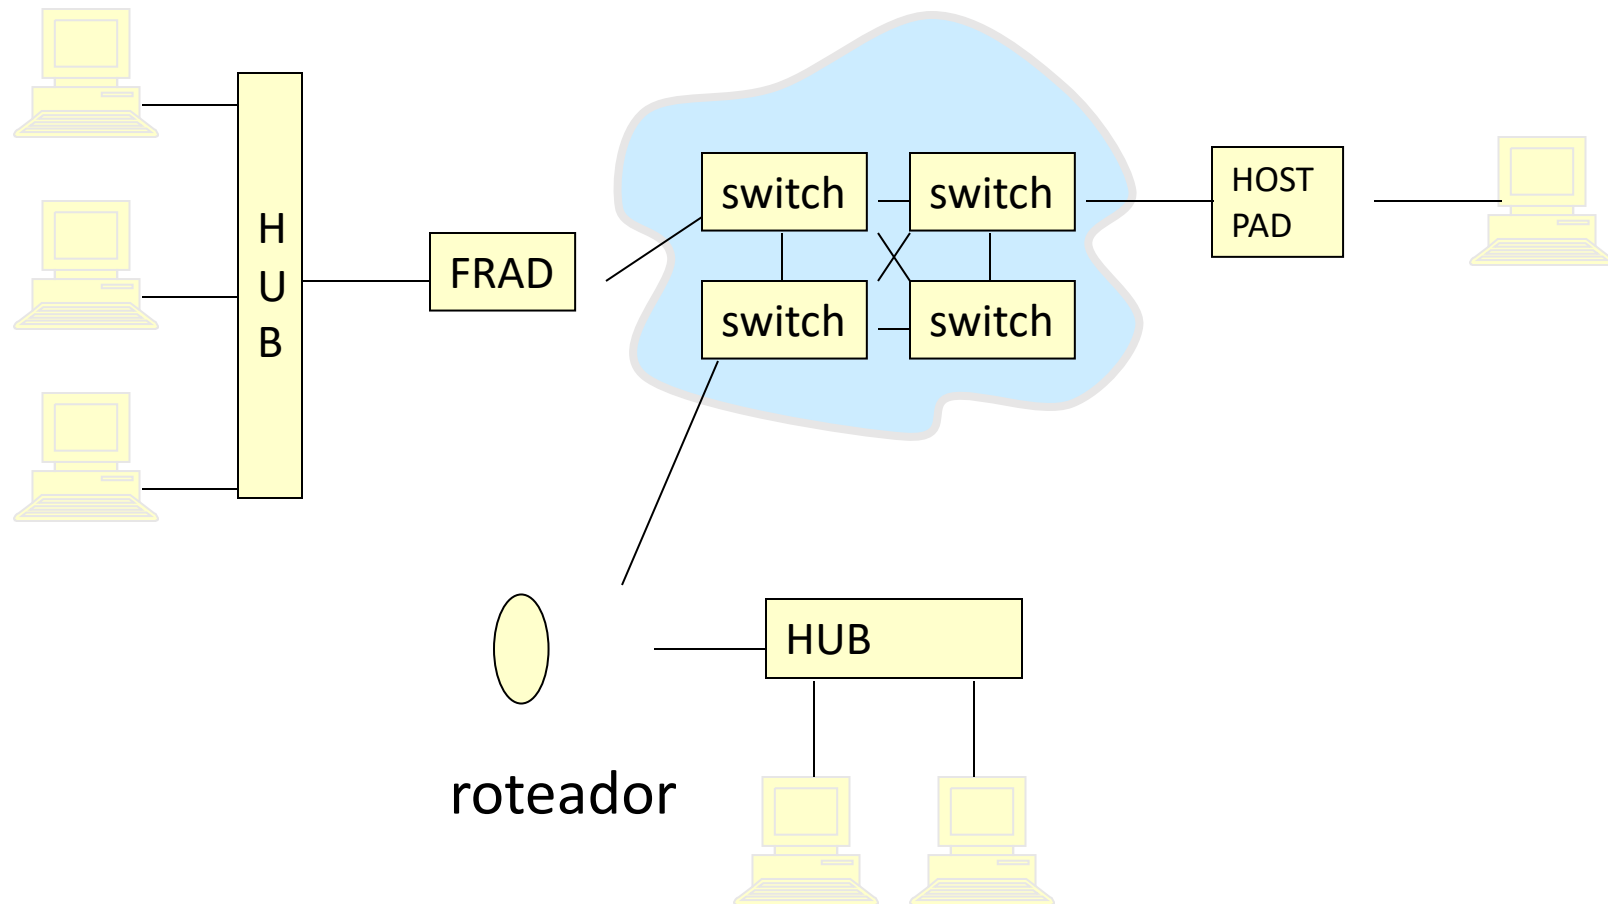 H
U
B
FRAD
switch
switch
switch
switch
HOST
PAD
HUB
roteador